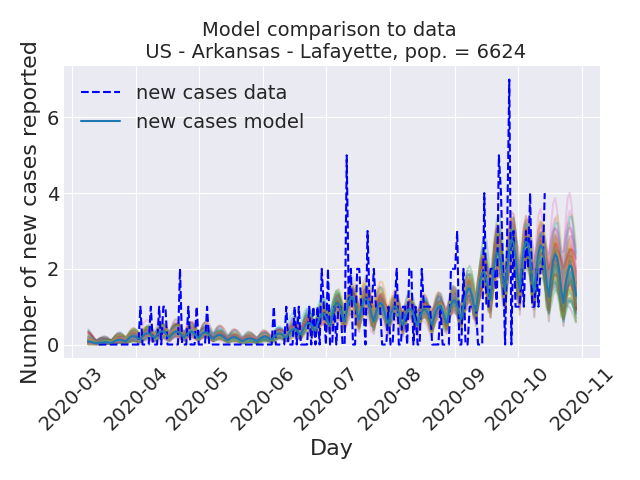 Model comparison to data
US - Arkansas - Lafayette, pop. = 6624
new cases data
new cases model
Number of new cases reported
6
4
2
0
2020-03
2020-04
2020-05
2020-06
2020-07
2020-08
2020-09
2020-10
2020-11
Day